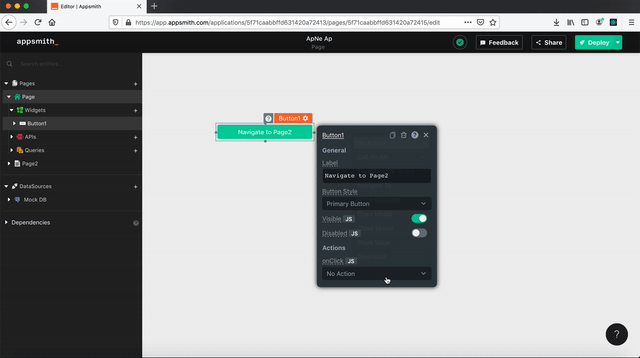 Editor | Appsmith
https://app.appsmith.com/applications/5f71caabbffd631420a72413/pages/5f71caabbffd631420a72415/edit
appsmith_
ApNe Ap
Page
Feedback
Share
Deploy
Search entities
Pages
Page
Widgets
Button1
APIs
Queries
Page2
DataSources
Mock DB
Dependencies
Button1
Navigate to Page2
Button1
General
Label
Navigate to Page2
Button Style
Primary Button
Visible JS
Disabled JS
Actions
onClick JS
No Action
?